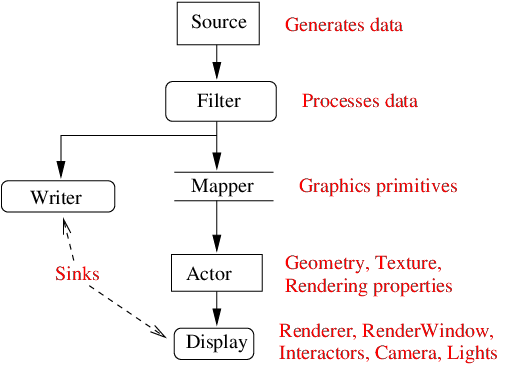 Source
Generates data
Filter
Processes data
Writer
Mapper
Graphics primitives
Sinks
Actor
Geometry, Texture,
Rendering properties
Display
Renderer, RenderWindow,
Interactors, Camera, Lights